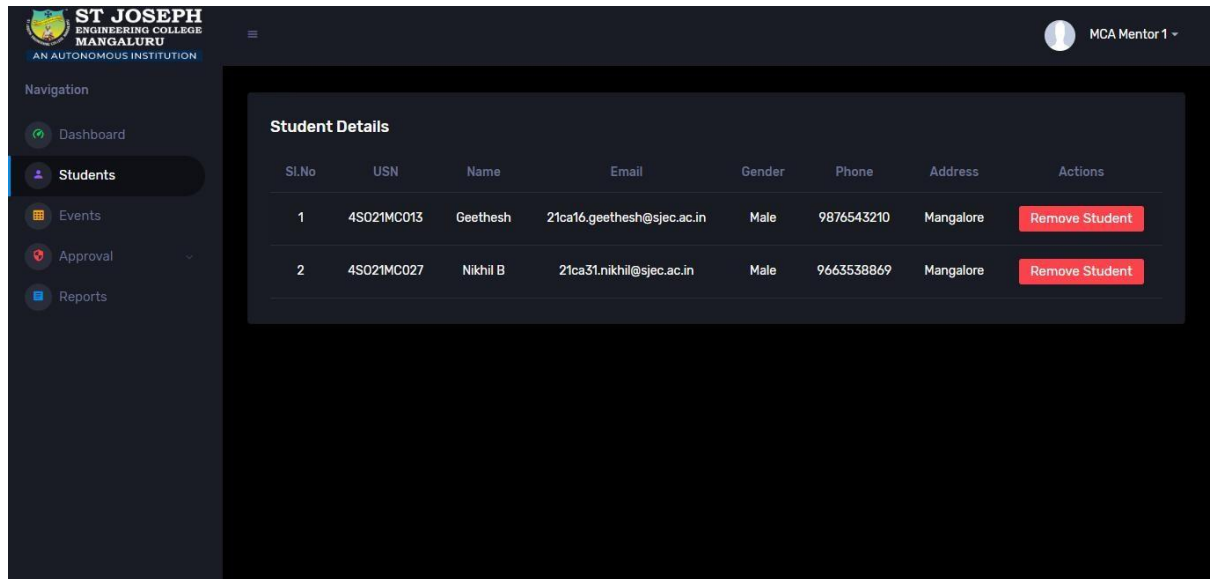 ST JOSEPH
ENGINEERING COLLEGE
MANGALURU
AN AUTONOMOUS INSTITUTION
MCA Mentor 1
Navigation
Dashboard
Students
Events
Approval
Reports
Student Details
Sl.No USN Name Email Gender Phone Address Actions
1 4SO21MC013 Geethesh 21ca16.geethesh@sjec.ac.in Male 9876543210 Mangalore Remove Student
2 4SO21MC027 Nikhil B 21ca31.nikhil@sjec.ac.in Male 9663538869 Mangalore Remove Student